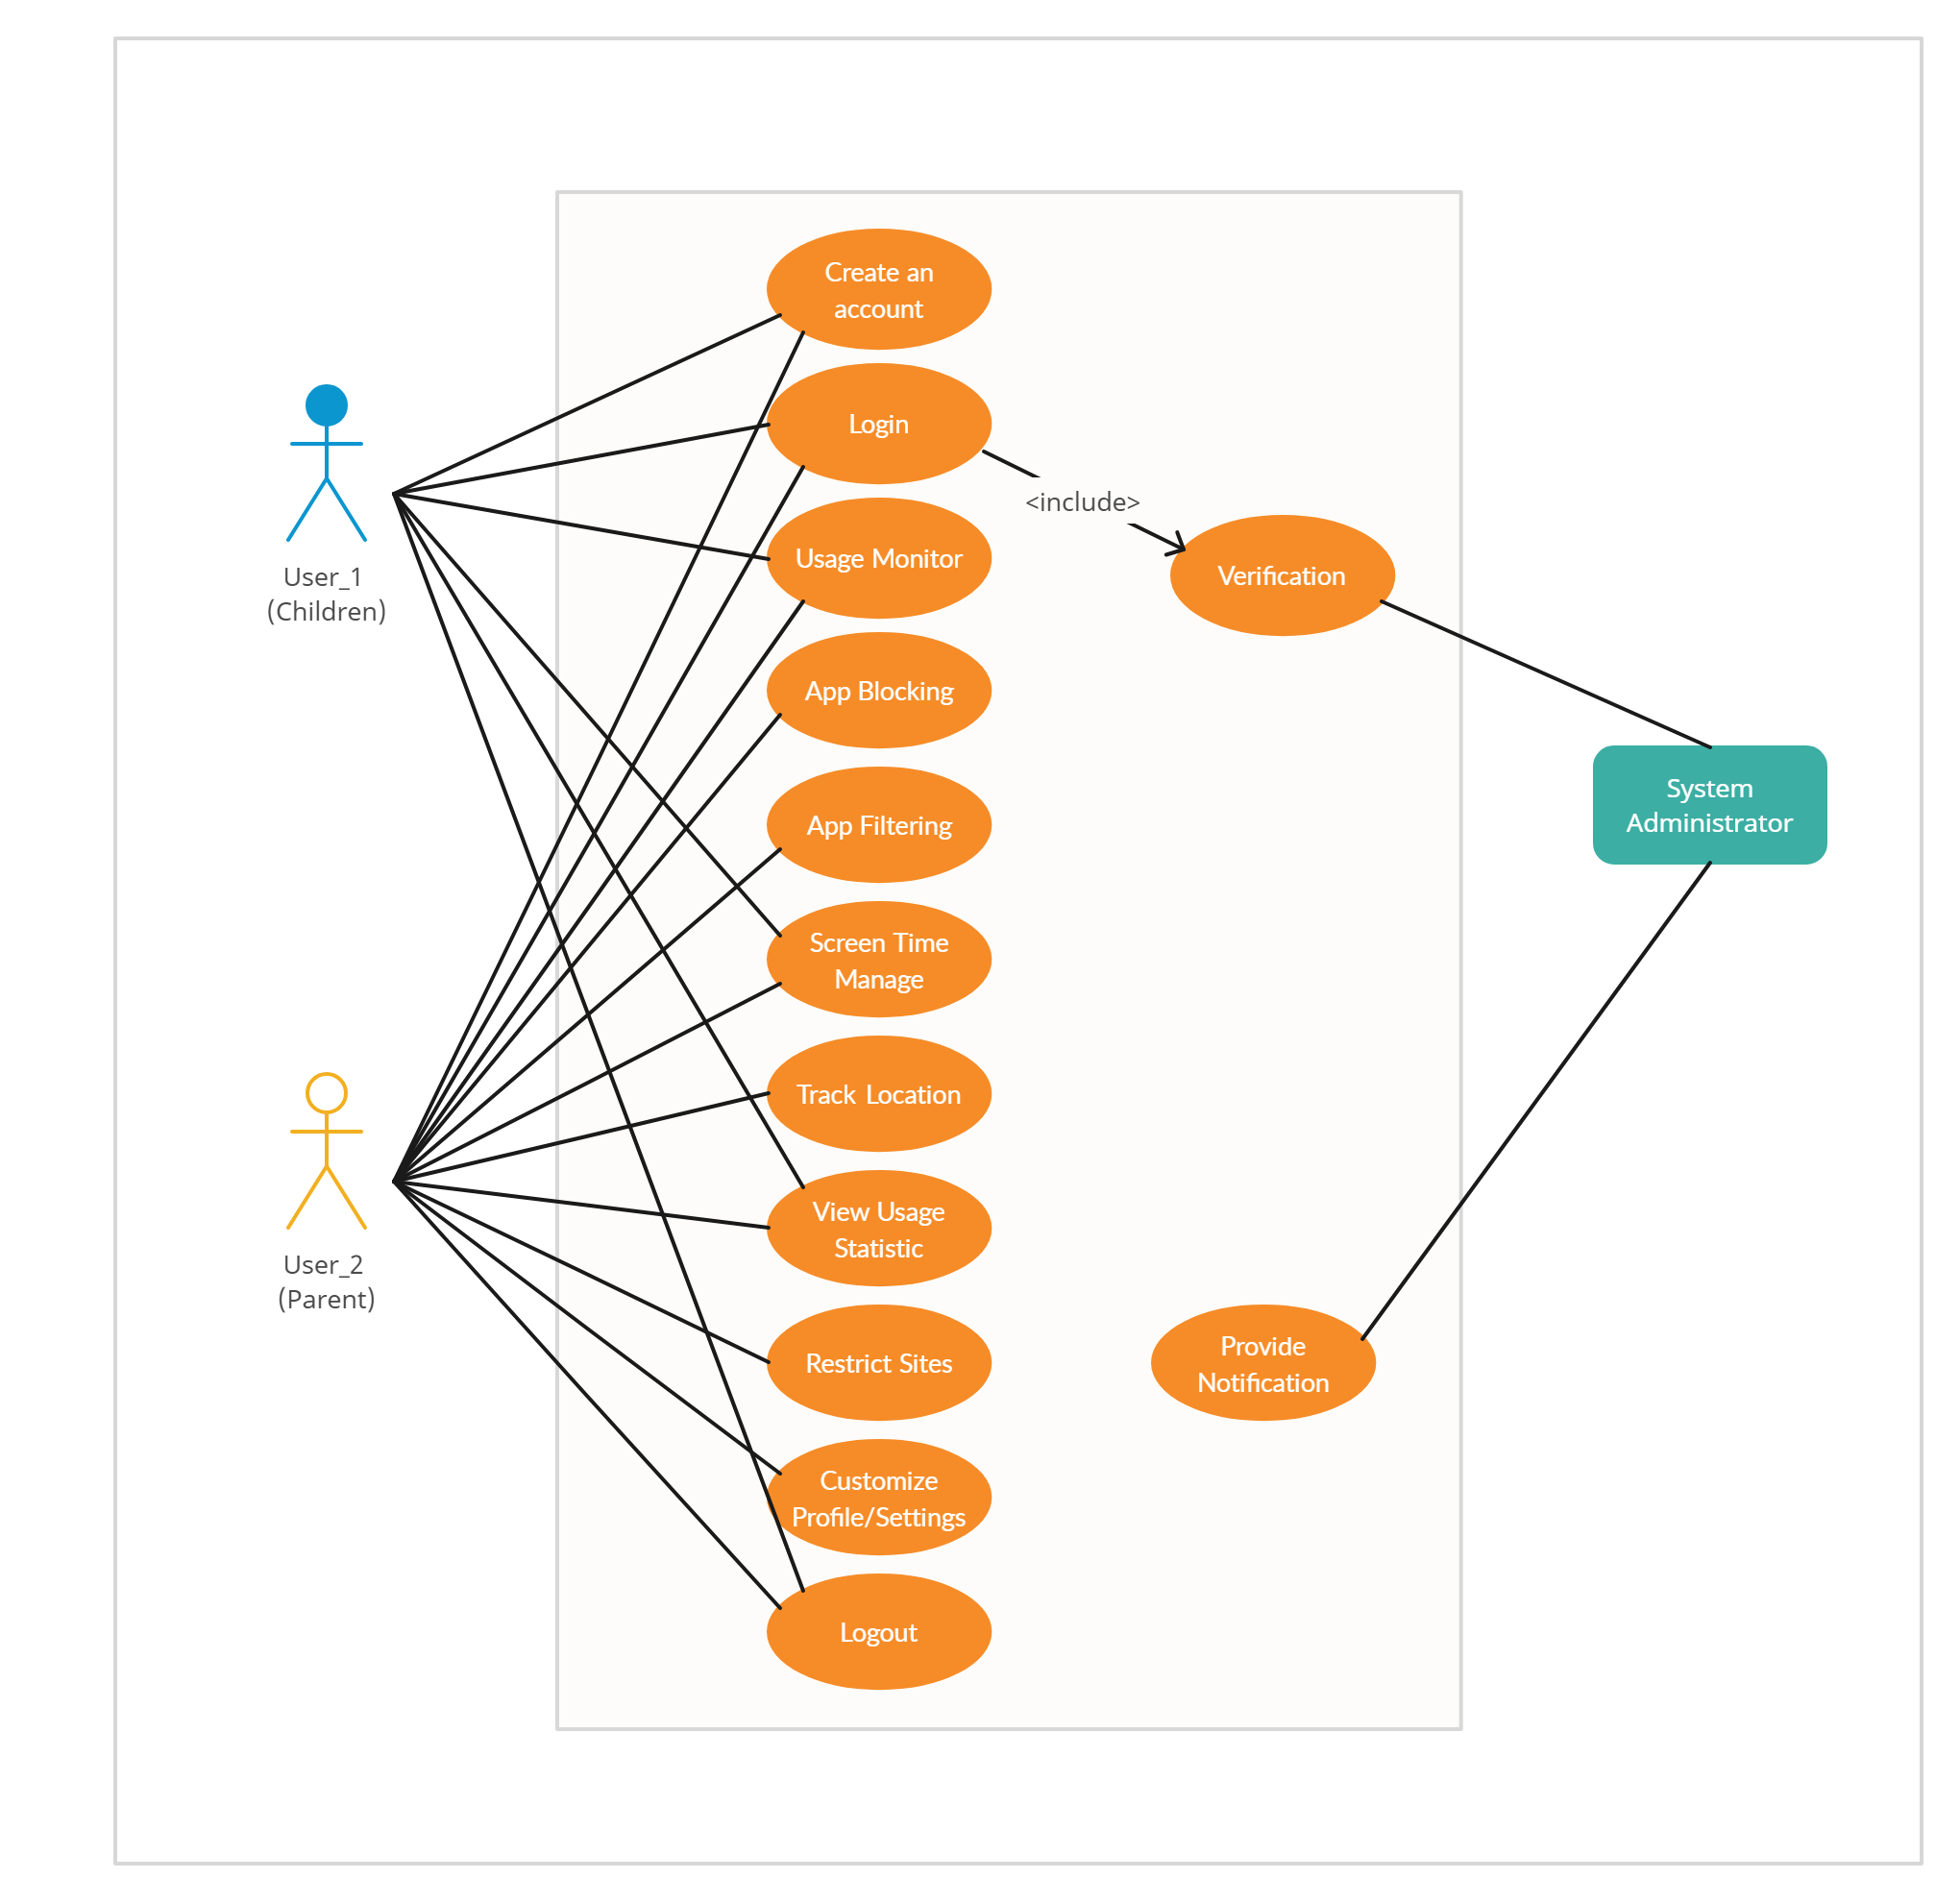 Create an
account
Login
<include>
Usage Monitor
Verification
User_1
(Children)
App Blocking
System
Administrator
App Filtering
Screen Time
Manage
Track Location
View Usage
Statistic
User_2
(Parent)
Restrict Sites
Provide
Notification
Customize
Profile/Settings
Logout